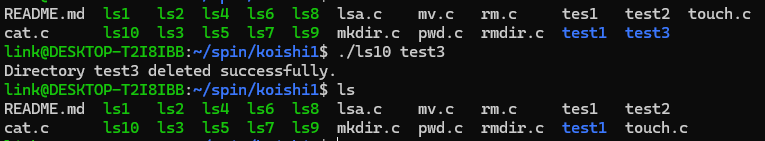 README.md ls1 ls2 ls4 ls6 ls8 lsa.c mv.c rm.c tes1 test2 touch.c
cat.c ls10 ls3 ls5 ls7 ls9 mkdir.c pwd.c rmdir.c test1 test3
link@DESKTOP-T2I8IBB:~/spin/koishi1$ ./ls10 test3
Directory test3 deleted successfully.
link@DESKTOP-T2I8IBB:~/spin/koishi1$ ls
README.md ls1 ls2 ls4 ls6 ls8 lsa.c mv.c rm.c tes1 test2
cat.c ls10 ls3 ls5 ls7 ls9 mkdir.c pwd.c rmdir.c test1 touch.c